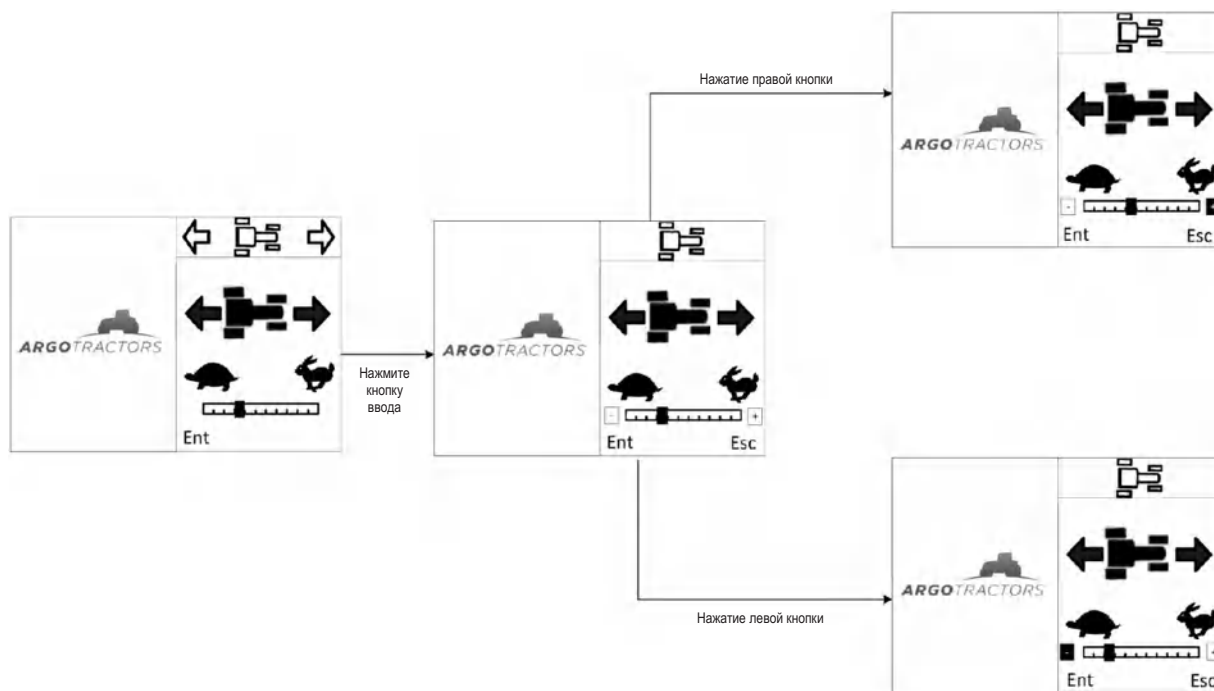 ARGOTRACTORS
Ent
Нажмите
кнопку
ввода
ARGOTRACTORS
-
+
Ent
Esc
Нажатие правой кнопки
ARGOTRACTORS
-
+
Ent
Esc
Нажатие левой кнопки
ARGOTRACTORS
-
+
Ent
Esc